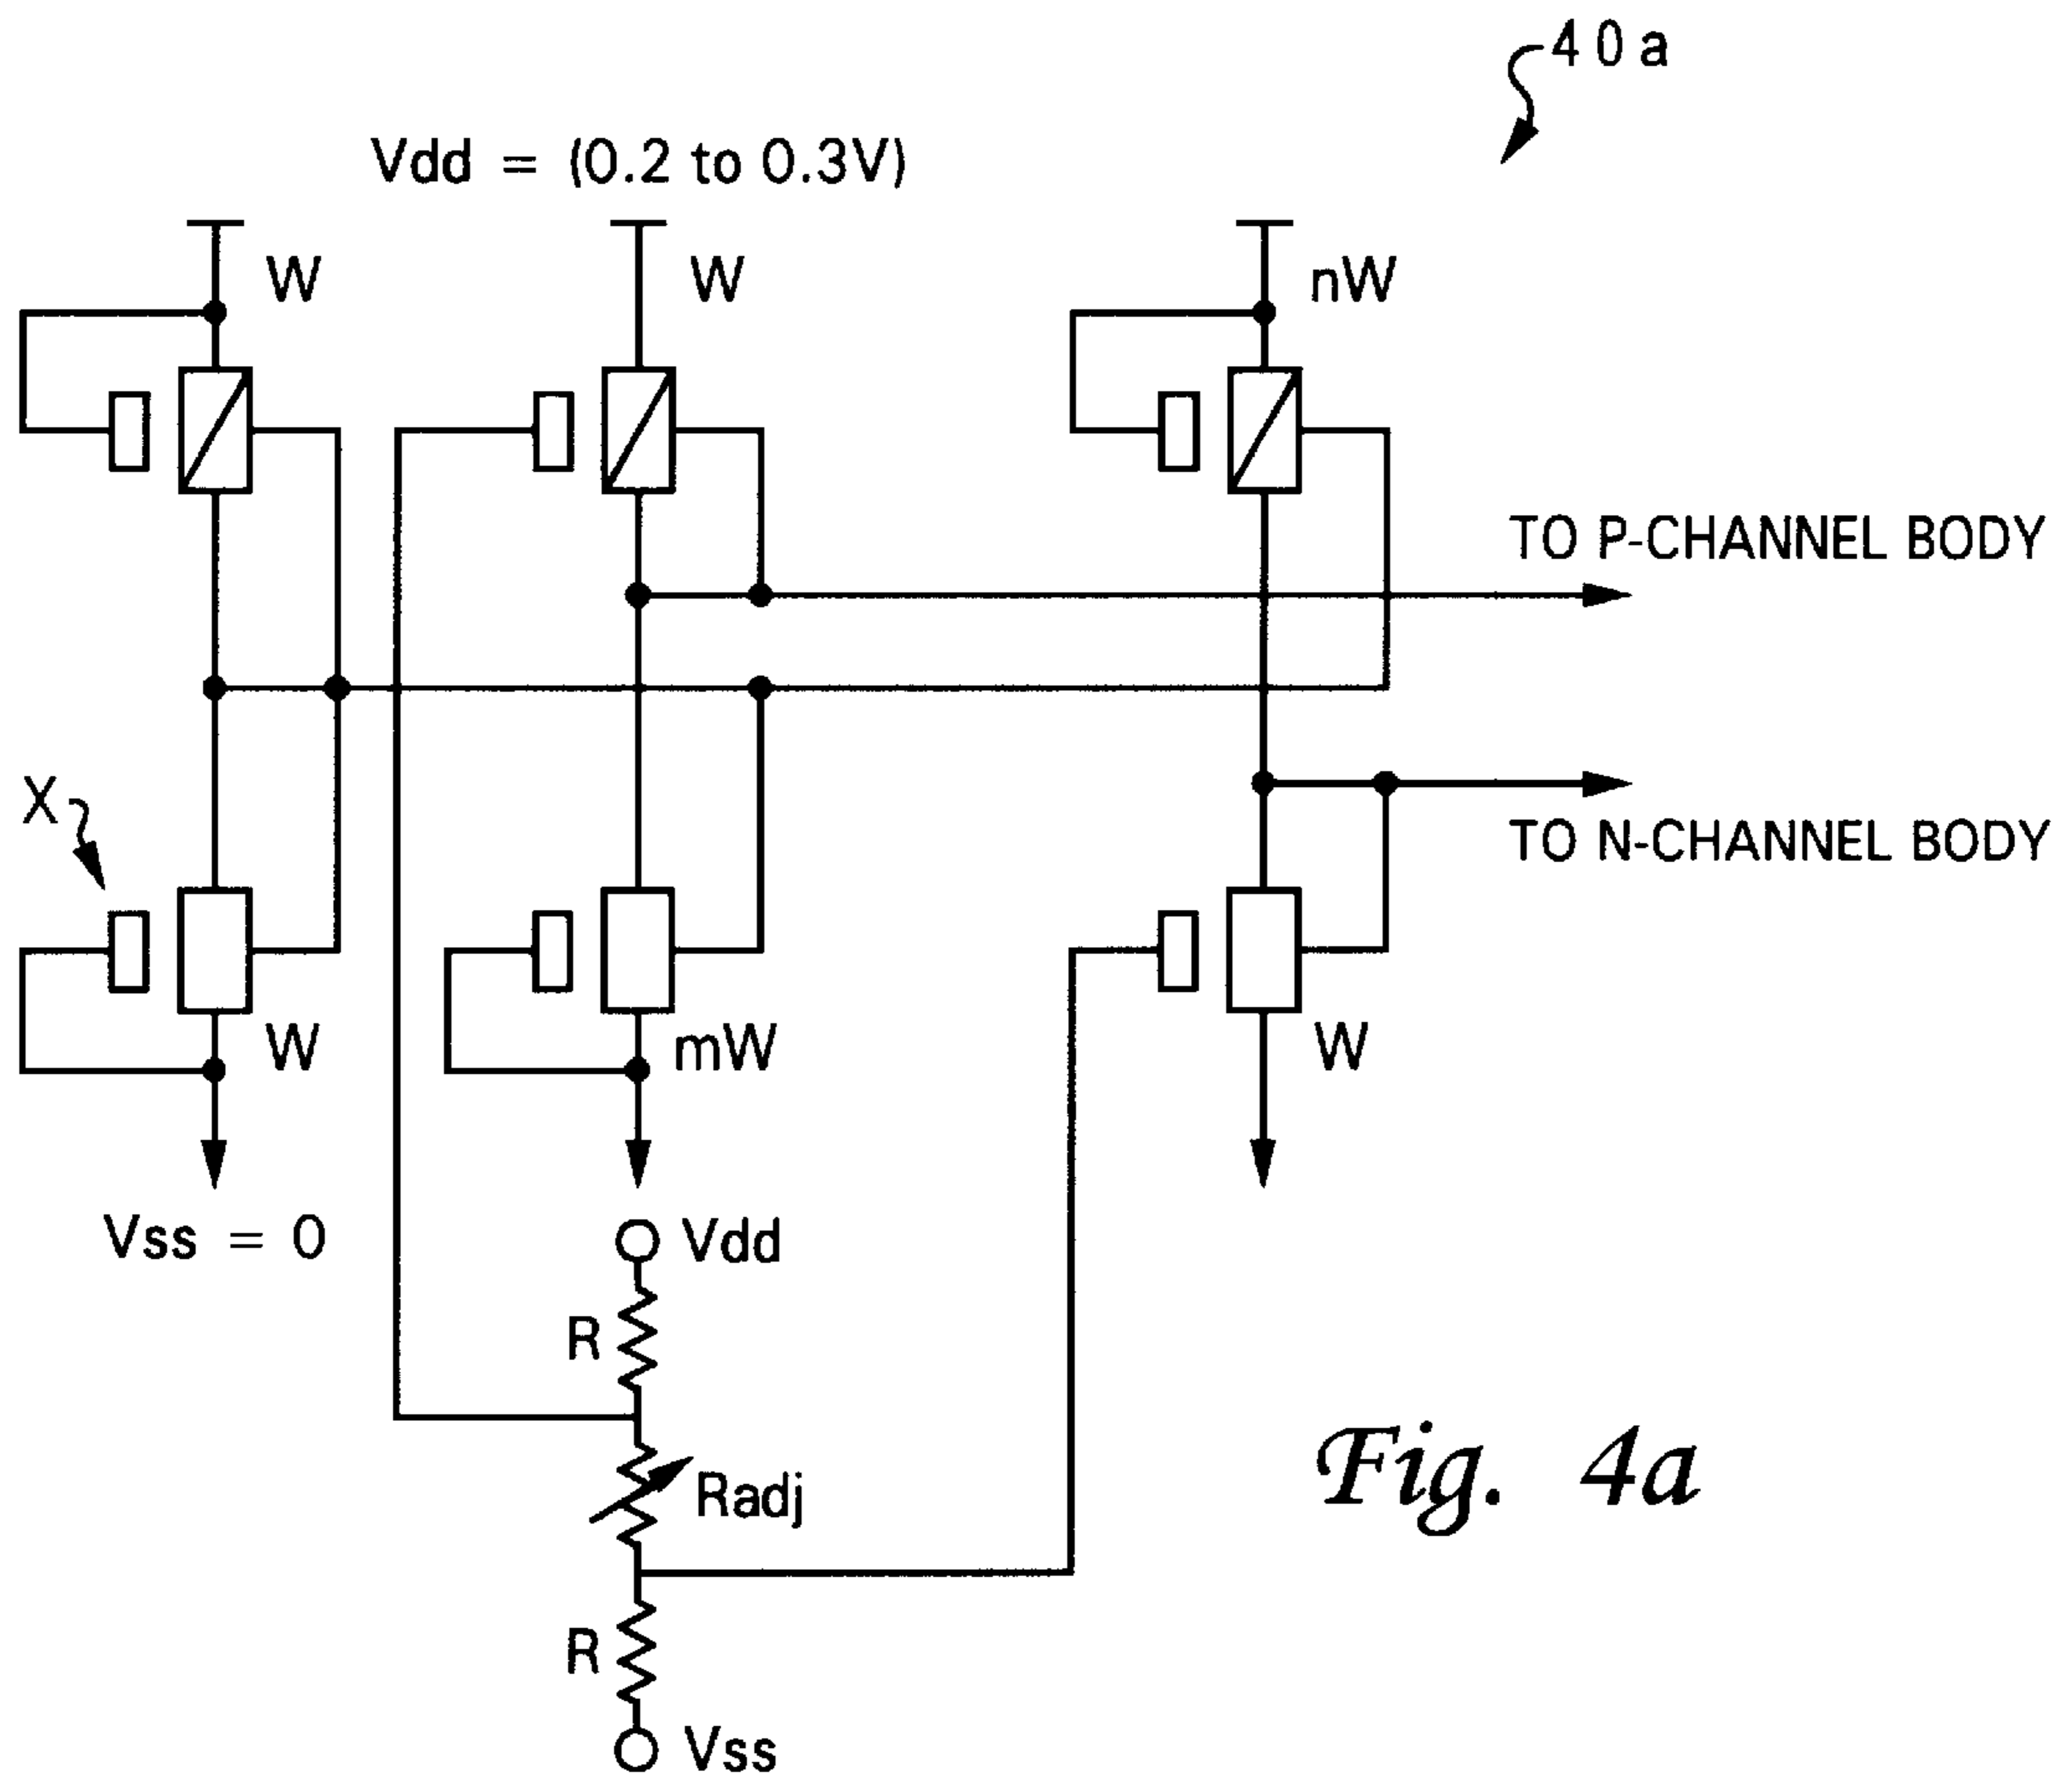 40a
Vdd = (0.2 to 0.3V)
W
W
nW
TO P-CHANNEL BODY
X
TO N-CHANNEL BODY
W
mW
W
Vss = 0
Vdd
R
Radj
Fig. 4a
R
Vss